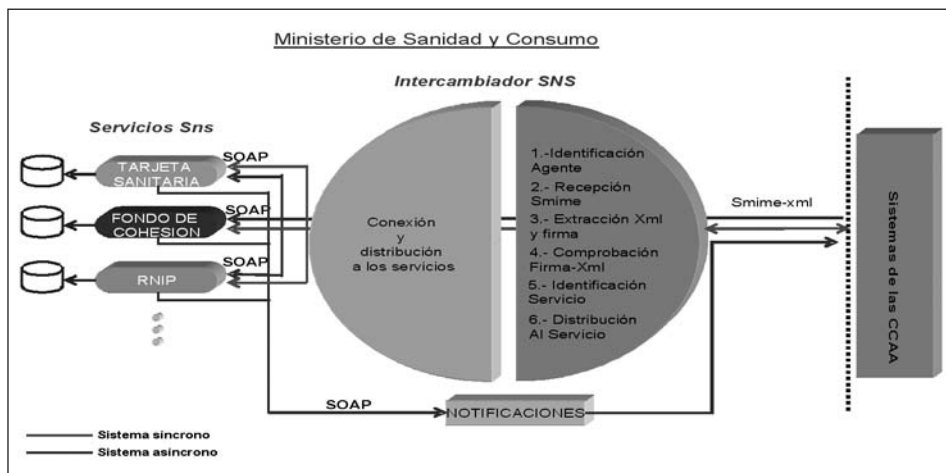 Ministerio de Sanidad y Consumo
Intercambiador SNS
Servicios Sns
SOAP
TARJETA
SANITARIA
SOAP
FONDO DE
COHESION
SOAP
RNIP
Conexión
y
distribución
a los servicios
1.-Identificación
Agente
2.- Recepción
Smime
3.- Extracción Xml
y firma
4.- Comprobación
Firma-Xml
5.- Identificación
Servicio
6.- Distribución
Al Servicio
Smime-xml
Sistemas de las CCAA
SOAP
NOTIFICACIONES
Sistema síncrono
Sistema asíncrono